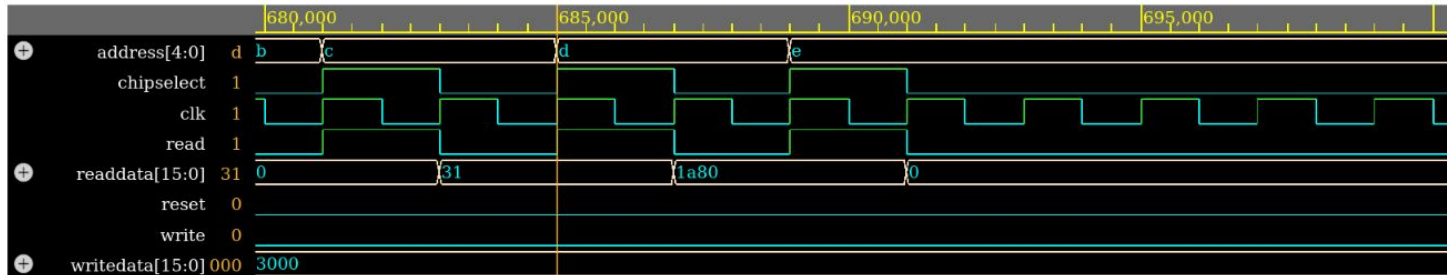 680,000 685,000 690,000 695,000
address[4:0] d b c d e
chipselect 1
clk 1
read 1
readdata[15:0] 31 0 31 1a80 0
reset 0
write 0
writedata[15:0] 000 3000